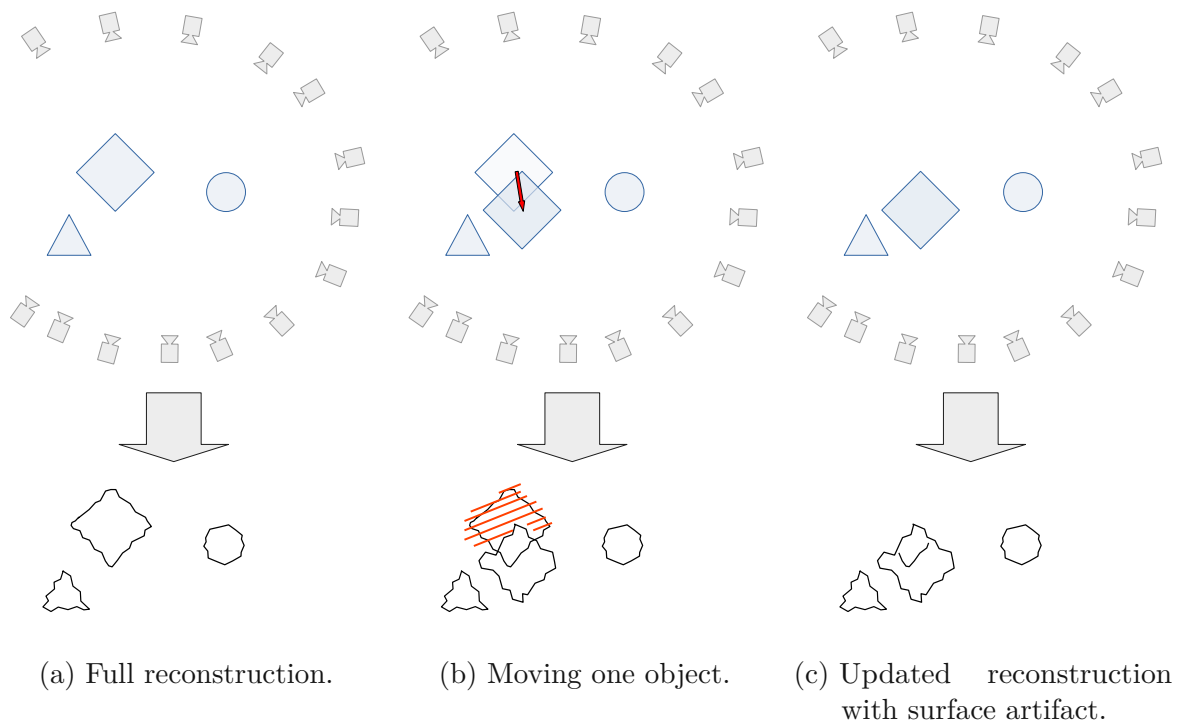 (a) Full reconstruction.
(b) Moving one object.
(c) Updated reconstruction
with surface artifact.